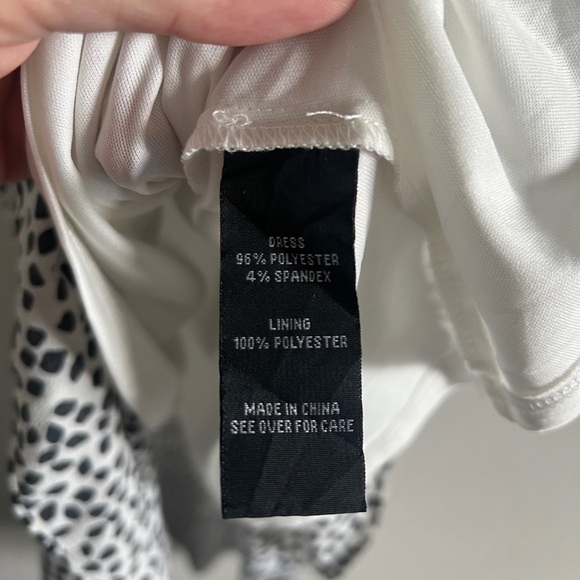 DRESS
96% POLYESTER
4% SPANDEX
LINING
100% POLYESTER
MADE IN CHINA
SEE OVER FOR CARE